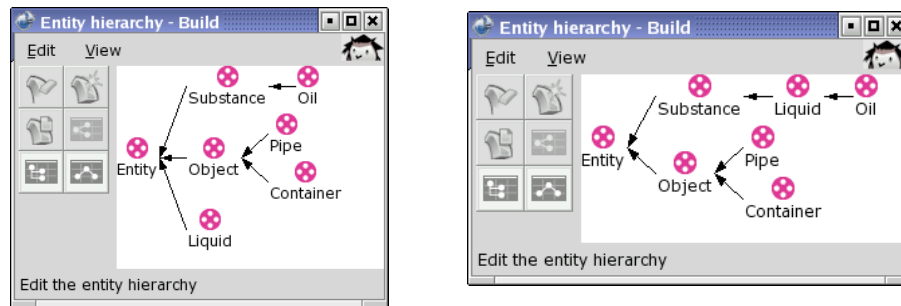 Entity hierarchy - Build
Edit View
Substance Oil
Pipe
Entity Object
Container
Liquid
Edit the entity hierarchy
Entity hierarchy - Build
Edit View
Substance Liquid Oil
Entity Pipe
Object
Container
Edit the entity hierarchy